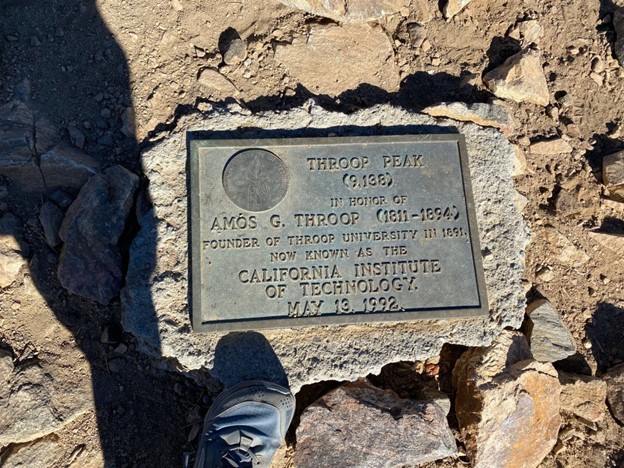 THROOP PEAK
(9,138)
IN HONOR OF
AMOS G. THROOP (1811-1894)
FOUNDER OF THROOP UNIVERSITY IN 1891,
NOW KNOWN AS THE
CALIFORNIA INSTITUTE
OF TECHNOLOGY.
MAY 13, 1992.